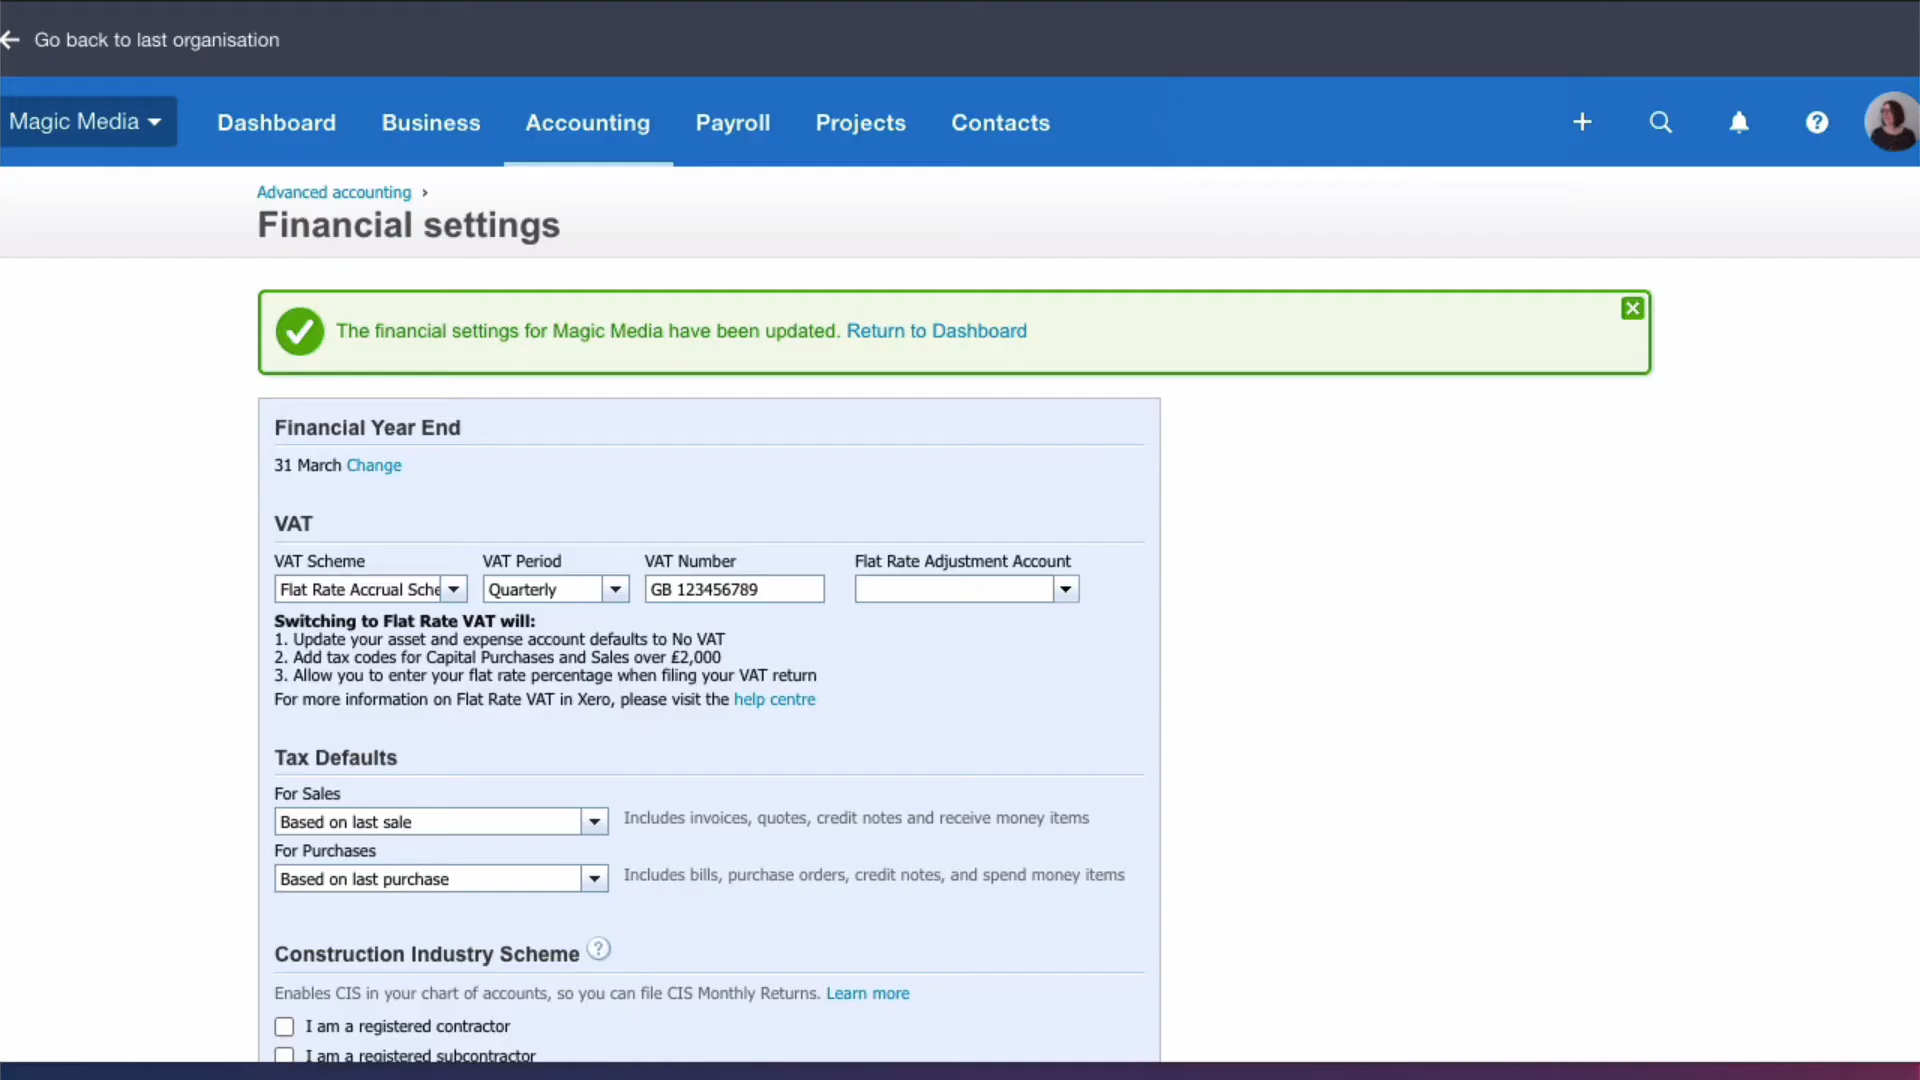 Go back to last organisation
Magic Media Dashboard Business Accounting Payroll Projects Contacts
Advanced accounting ›
Financial settings
The financial settings for Magic Media have been updated. Return to Dashboard
Financial Year End
31 March Change
VAT
VAT Scheme VAT Period VAT Number Flat Rate Adjustment Account
Flat Rate Accrual Sche Quarterly GB 123456789
Switching to Flat Rate VAT will:
1. Update your asset and expense account defaults to No VAT
2. Add tax codes for Capital Purchases and Sales over £2,000
3. Allow you to enter your flat rate percentage when filing your VAT return
For more information on Flat Rate VAT in Xero, please visit the help centre
Tax Defaults
For Sales
Based on last sale Includes invoices, quotes, credit notes and receive money items
For Purchases
Based on last purchase Includes bills, purchase orders, credit notes, and spend money items
Construction Industry Scheme ?
Enables CIS in your chart of accounts, so you can file CIS Monthly Returns. Learn more
I am a registered contractor
I am a registered subcontractor